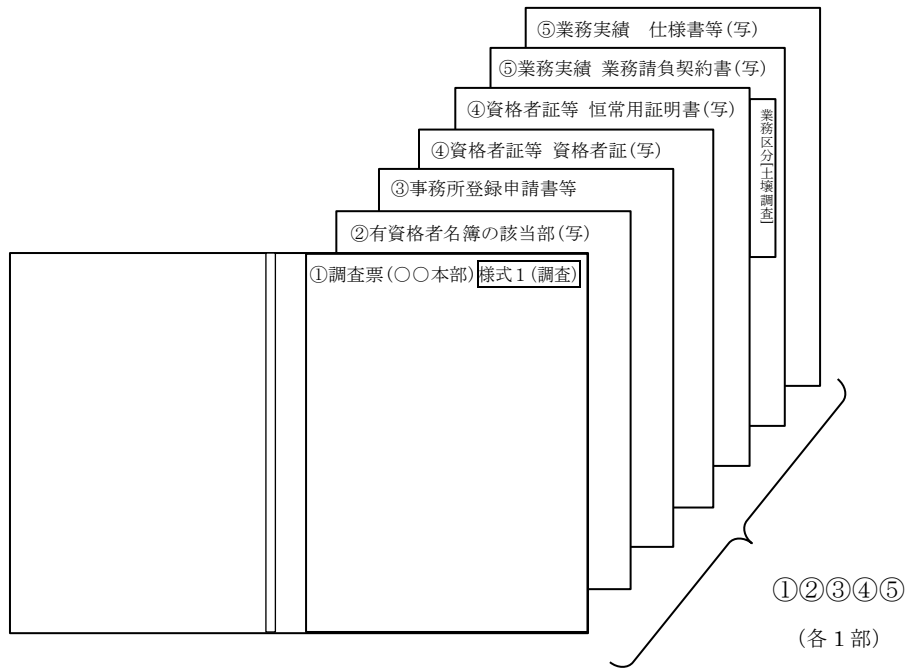 ⑤業務実績　仕様書等(写)
⑤業務実績 業務請負契約書(写)
④資格者証等 恒常用証明書(写)
業務区分[土壌調査]
④資格者証等 資格者証(写)
③事務所登録申請書等
②有資格者名簿の該当部(写)
①調査票(○○本部) 様式１(調査)
①②③④⑤
(各１部)